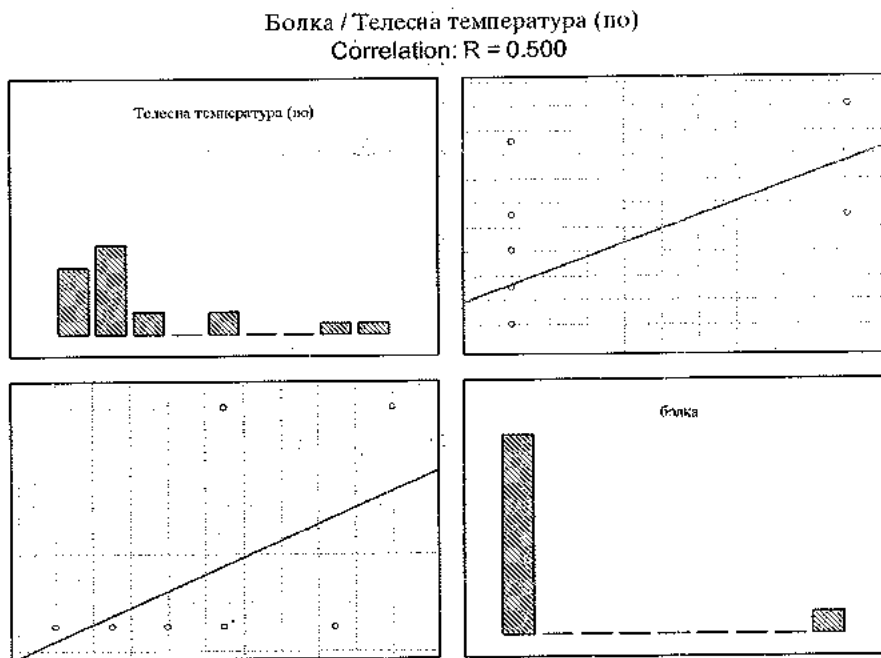 Болка / Телесна температура (по)
Correlation: R = 0.500
Телесна температура (по)
болка